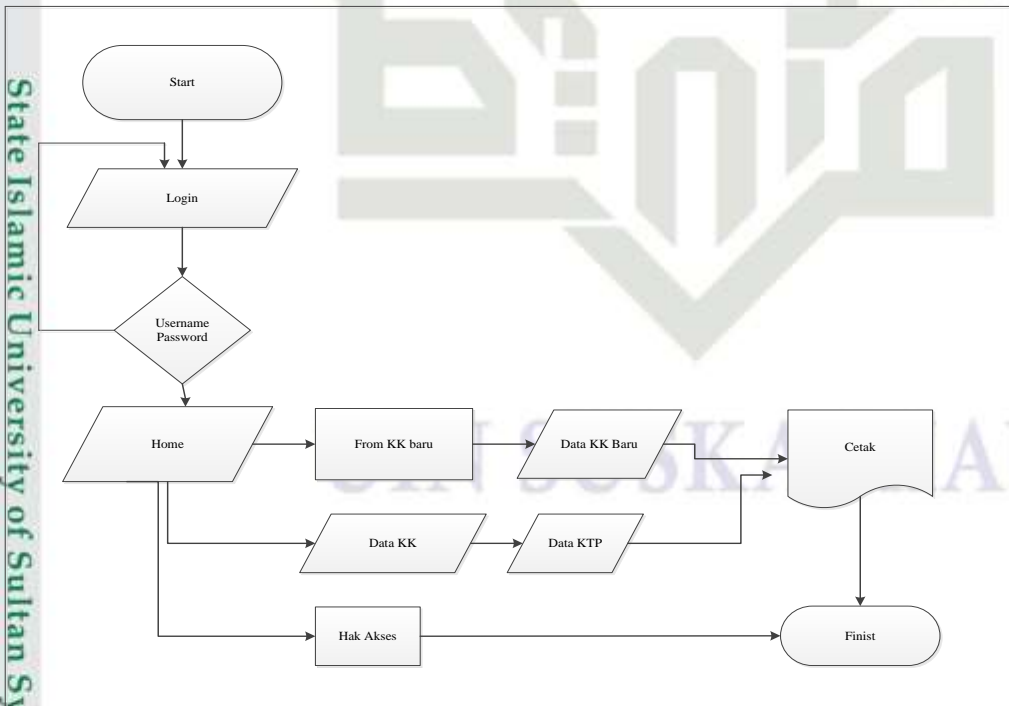 State Islamic University of Sultan Sy
Start
Login
Username
Password
Home
From KK baru
Data KK Baru
Cetak
Data KK
Data KTP
Hak Akses
Finist
UIN SUSKA